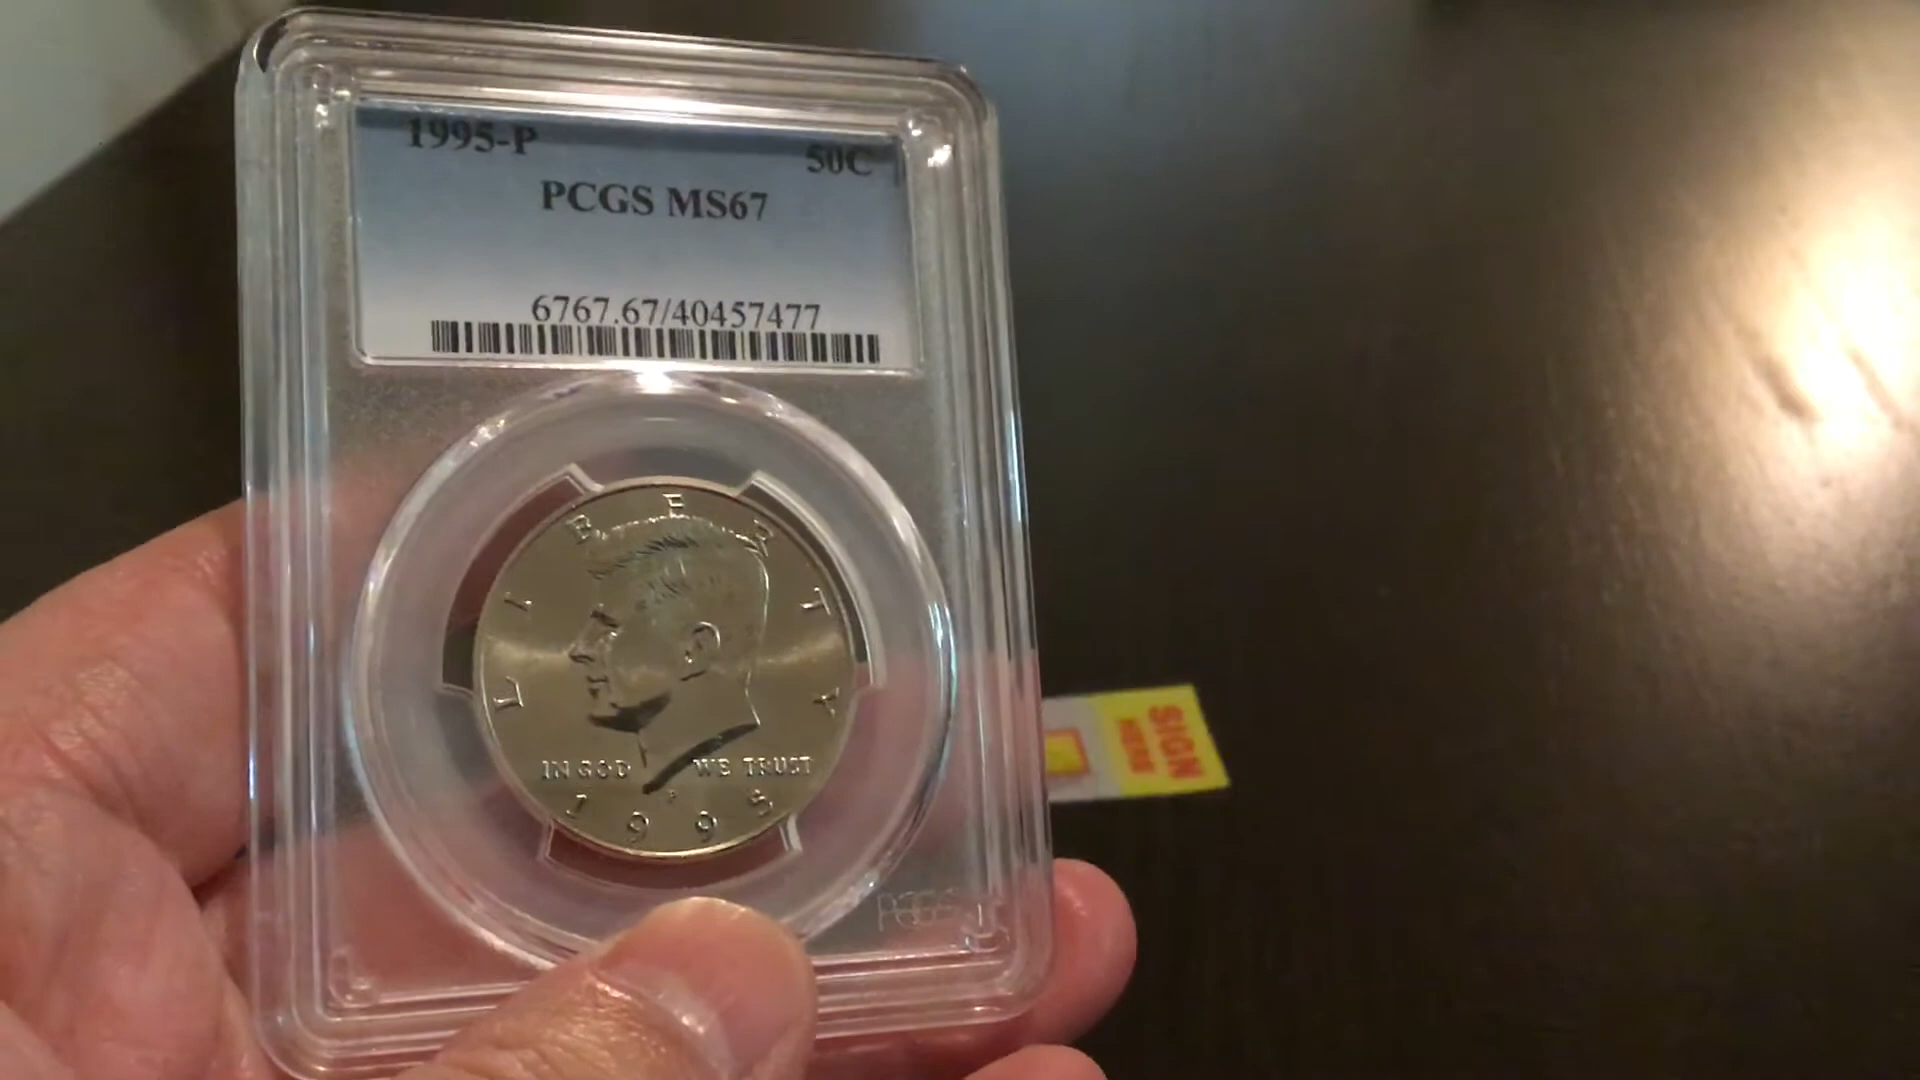 1995-P
50C
PCGS MS67
6767.67/40457477
LIBERTY
IN GOD WE TRUST
P
1995
PCGS
SIGN
HERE